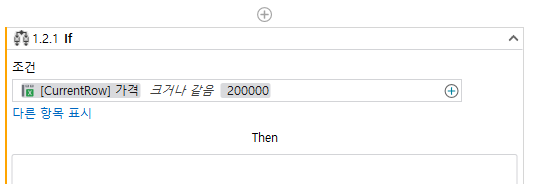 1.2.1 If
조건
[CurrentRow] 가격 크거나 같음 200000
다른 항목 표시
Then